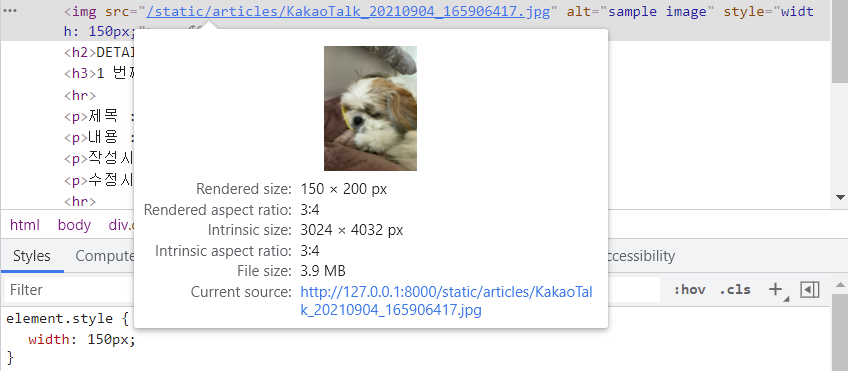 <img src="/static/articles/KakaoTalk_20210904_165906417.jpg" alt="sample image" style="widt
h: 150px;">
<h2>DETAI
<h3>1 번째
<hr>
<p>제목 :
<p>내용 :
<p>작성시
<p>수정시
<hr>
Rendered size: 150 × 200 px
Rendered aspect ratio: 3:4
Intrinsic size: 3024 × 4032 px
Intrinsic aspect ratio: 3:4
File size: 3.9 MB
Current source: http://127.0.0.1:8000/static/articles/KakaoTal
k_20210904_165906417.jpg
html body div.
Styles Compute ccessibility
Filter :hov .cls
element.style {
width: 150px;
}